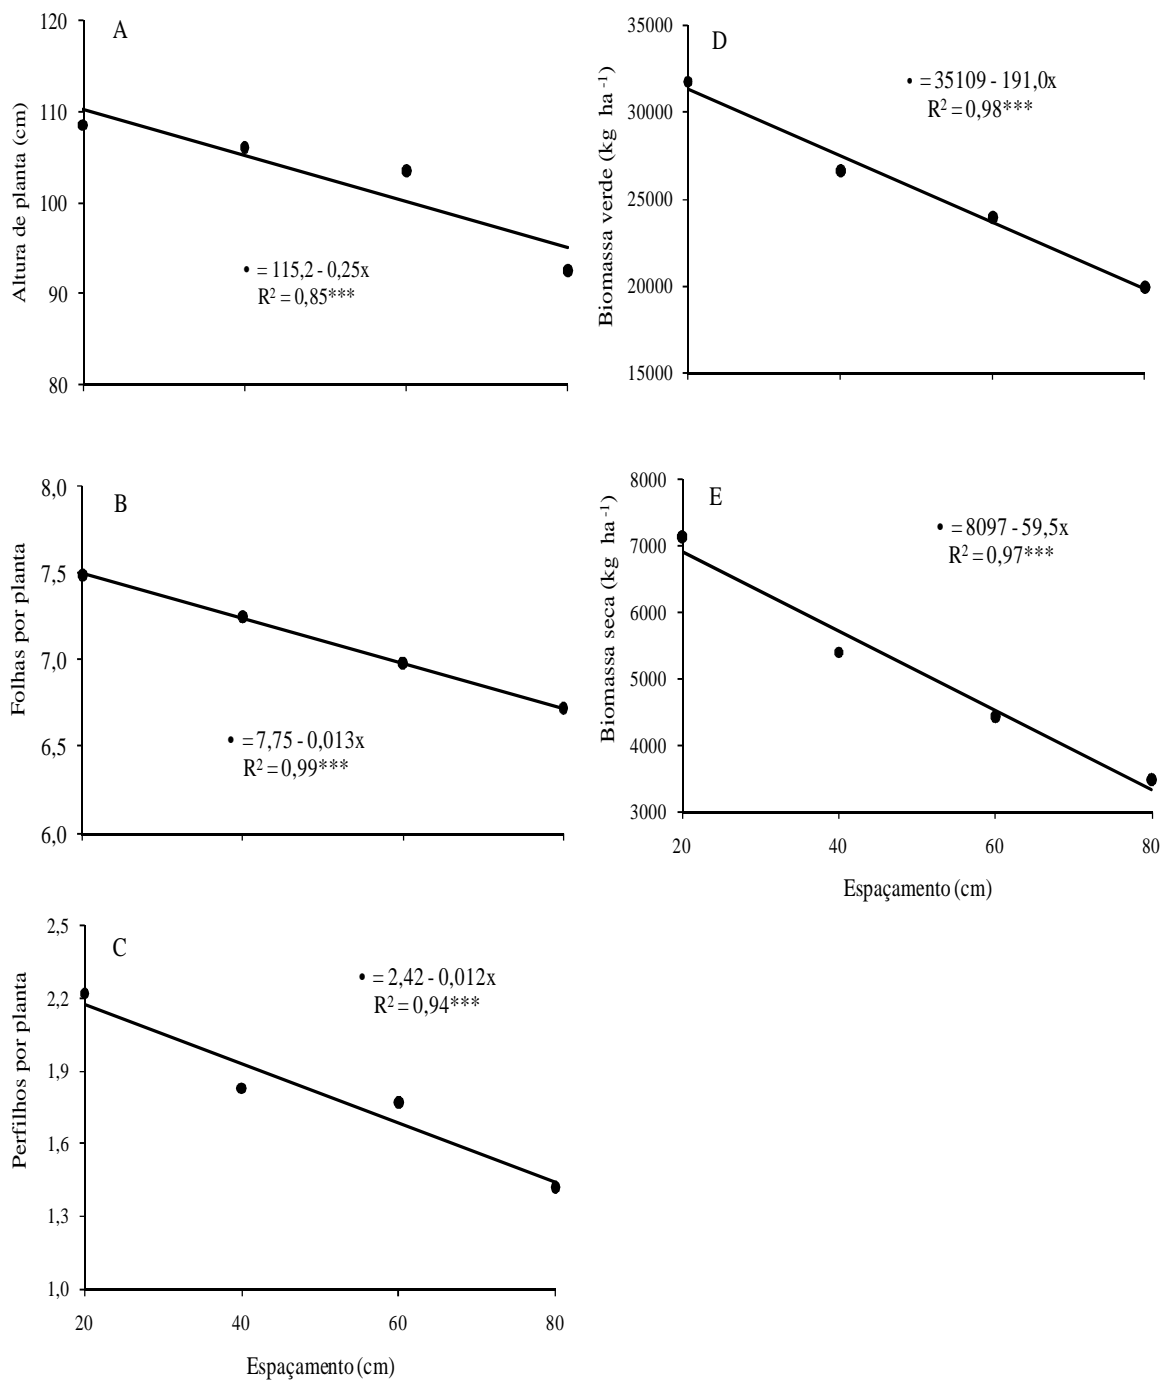 A
Altura de planta (cm)
120
110
100
90
80
• = 115,2 - 0,25x
R² = 0,85***
B
Folhas por planta
8,0
7,5
7,0
6,5
6,0
• = 7,75 - 0,013x
R² = 0,99***
C
Perfilhos por planta
2,5
2,2
1,9
1,6
1,3
1,0
• = 2,42 - 0,012x
R² = 0,94***
20 40 60 80
Espaçamento (cm)
D
Biomassa verde (kg ha⁻¹)
35000
30000
25000
20000
15000
• = 35109 - 191,0x
R² = 0,98***
E
Biomassa seca (kg ha⁻¹)
8000
7000
6000
5000
4000
3000
• = 8097 - 59,5x
R² = 0,97***
20 40 60 80
Espaçamento (cm)